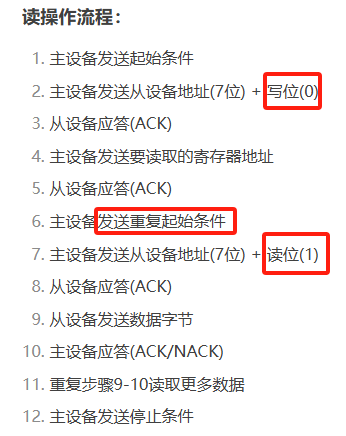 读操作流程：
1. 主设备发送起始条件
2. 主设备发送从设备地址(7位) + 写位(0)
3. 从设备应答(ACK)
4. 主设备发送要读取的寄存器地址
5. 从设备应答(ACK)
6. 主设备发送重复起始条件
7. 主设备发送从设备地址(7位) + 读位(1)
8. 从设备应答(ACK)
9. 从设备发送数据字节
10. 主设备应答(ACK/NACK)
11. 重复步骤9-10读取更多数据
12. 主设备发送停止条件